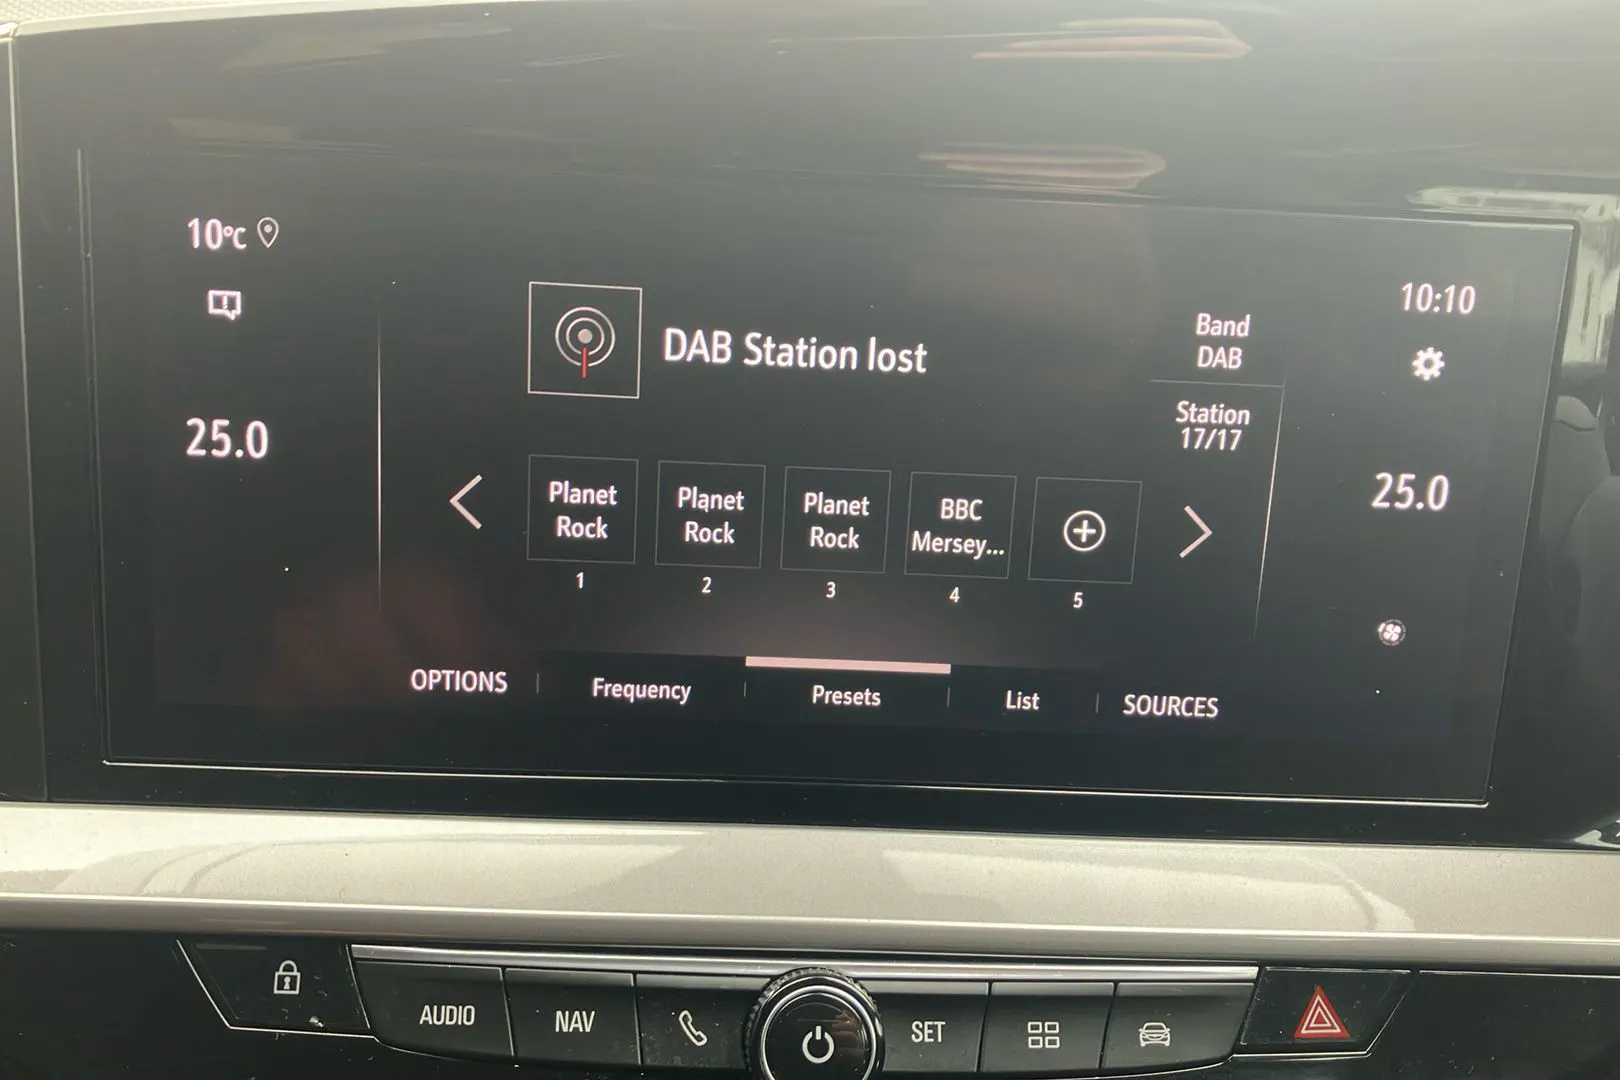 10°C
10:10
DAB Station lost
Band
DAB
Station
17/17
25.0
25.0
Planet
Rock
1
Planet
Rock
2
Planet
Rock
3
BBC
Mersey...
4
5
OPTIONS
Frequency
Presets
List
SOURCES
AUDIO
NAV
SET